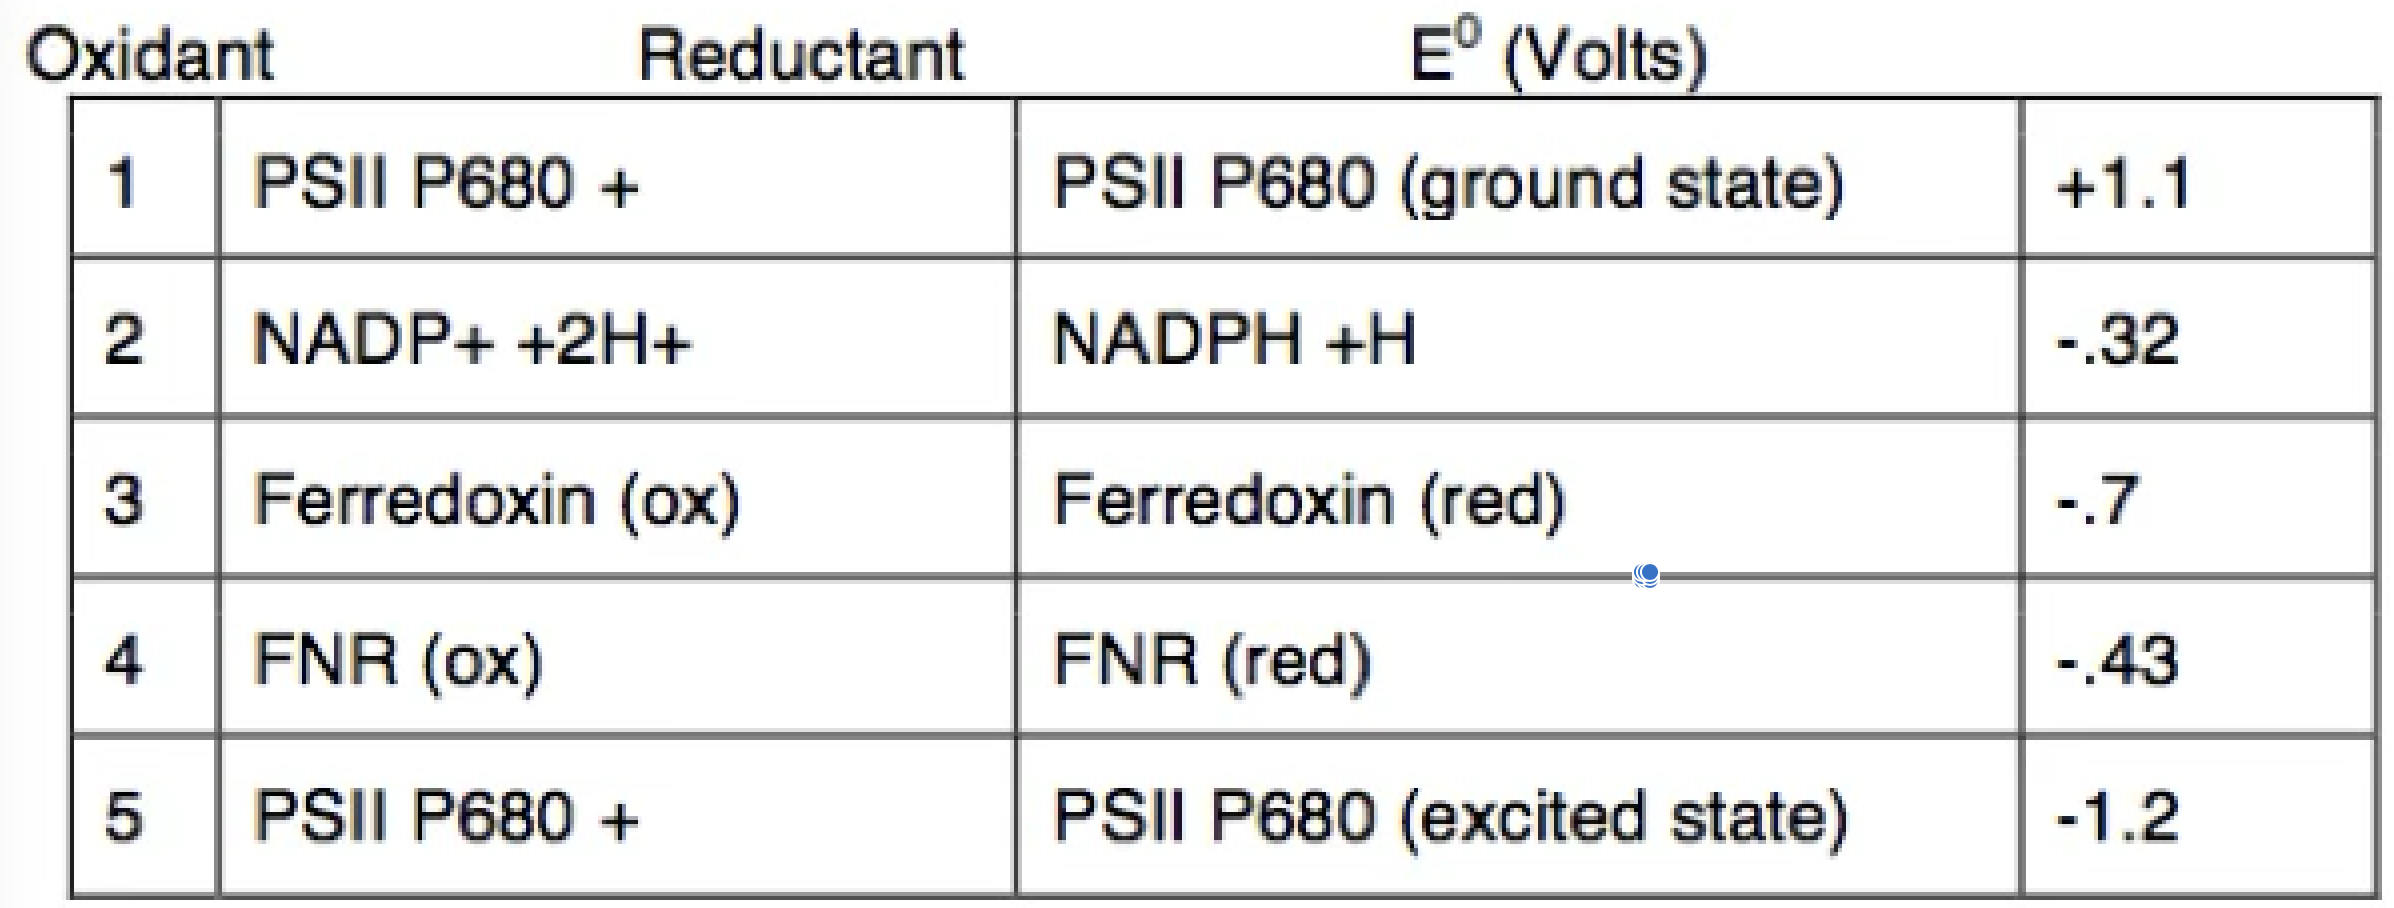 Oxidant Reductant E⁰ (Volts)
1 PSII P680 + PSII P680 (ground state) +1.1
2 NADP+ +2H+ NADPH +H -.32
3 Ferredoxin (ox) Ferredoxin (red) -.7
4 FNR (ox) FNR (red) -.43
5 PSII P680 + PSII P680 (excited state) -1.2